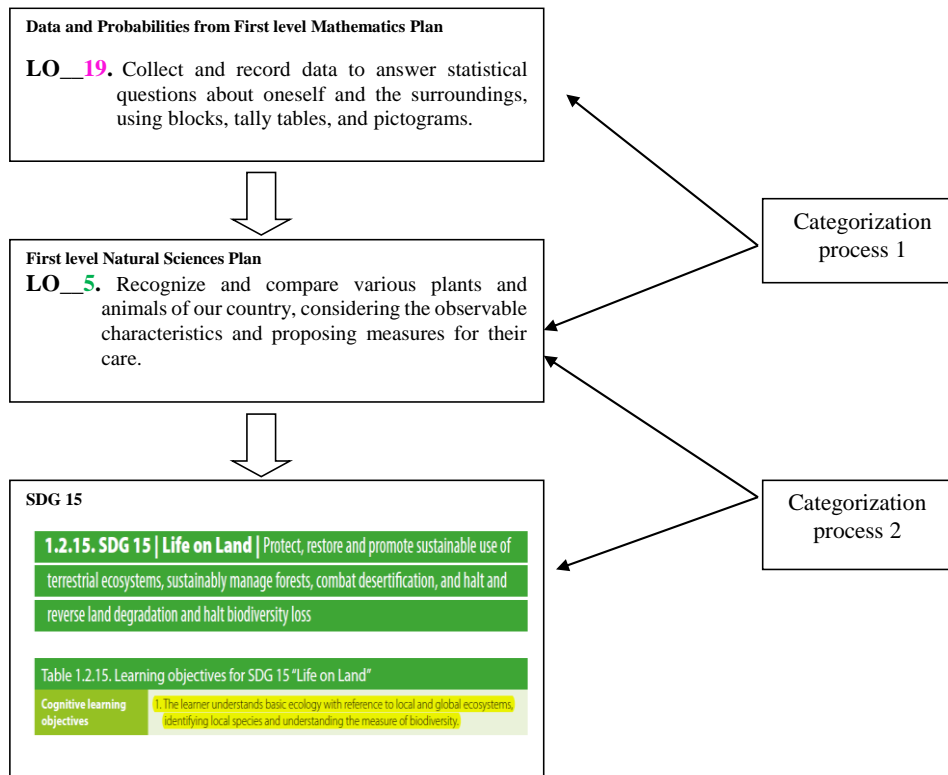 Data and Probabilities from First level Mathematics Plan
LO__19. Collect and record data to answer statistical
questions about oneself and the surroundings,
using blocks, tally tables, and pictograms.
Categorization
process 1
First level Natural Sciences Plan
LO__5. Recognize and compare various plants and
animals of our country, considering the observable
characteristics and proposing measures for their
care.
SDG 15
Categorization
process 2
1.2.15. SDG 15 | Life on Land | Protect, restore and promote sustainable use of
terrestrial ecosystems, sustainably manage forests, combat desertification, and halt and
reverse land degradation and halt biodiversity loss
Table 1.2.15. Learning objectives for SDG 15 "Life on Land"
Cognitive learning
objectives
1. The learner understands basic ecology with reference to local and global ecosystems,
identifying local species and understanding the measure of biodiversity.